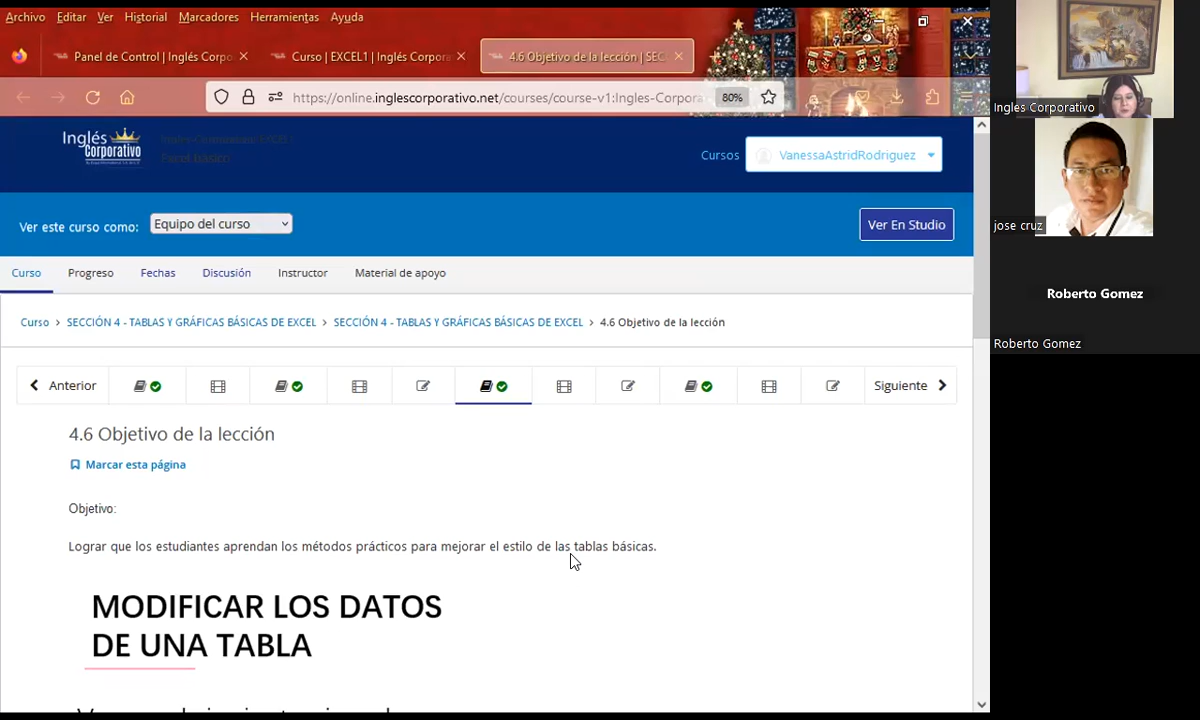 Archivo Editar Ver Historial Marcadores Herramientas Ayuda
Panel de Control | Inglés Corpo
Curso | EXCEL1 | Inglés Corpora
4.6 Objetivo de la lección | SEC
https://online.inglescorporativo.net/courses/course-v1:Ingles-Corpora
80%
Inglés
Corporativo
Cursos
VanessaAstridRodriguez
Ver este curso como:
Equipo del curso
Ver En Studio
Curso Progreso Fechas Discusión Instructor Material de apoyo
Curso > SECCIÓN 4 - TABLAS Y GRÁFICAS BÁSICAS DE EXCEL > SECCIÓN 4 - TABLAS Y GRÁFICAS BÁSICAS DE EXCEL > 4.6 Objetivo de la lección
Anterior
Siguiente
4.6 Objetivo de la lección
Marcar esta página
Objetivo:
Lograr que los estudiantes aprendan los métodos prácticos para mejorar el estilo de las tablas básicas.
MODIFICAR LOS DATOS
DE UNA TABLA
Ingles Corporativo
jose cruz
Roberto Gomez
Roberto Gomez